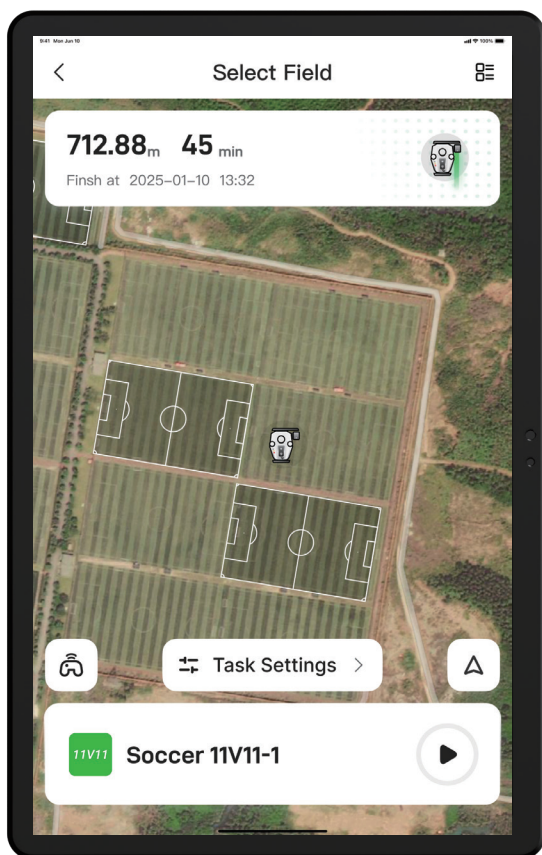 9:41 Mon Jun 10
100%
Select Field
712.88m 45 min
Finsh at 2025-01-10 13:32
Task Settings
11V11 Soccer 11V11-1